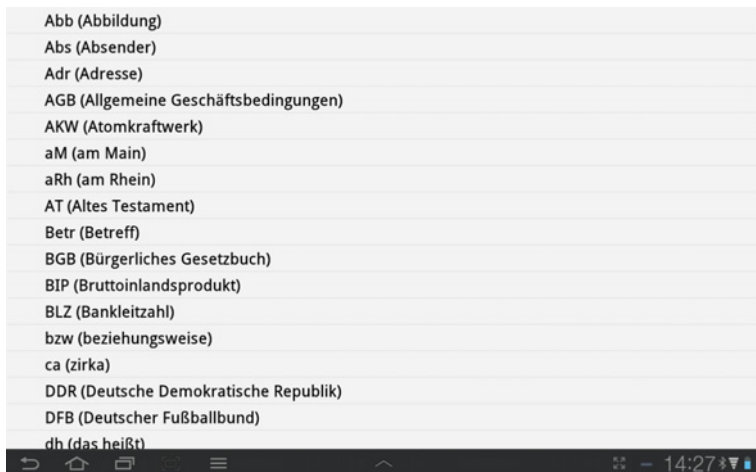 Abb (Abbildung)
Abs (Absender)
Adr (Adresse)
AGB (Allgemeine Geschäftsbedingungen)
AKW (Atomkraftwerk)
aM (am Main)
aRh (am Rhein)
AT (Altes Testament)
Betr (Betreff)
BGB (Bürgerliches Gesetzbuch)
BIP (Bruttoinlandsprodukt)
BLZ (Bankleitzahl)
bzw (beziehungsweise)
ca (zirka)
DDR (Deutsche Demokratische Republik)
DFB (Deutscher Fußballbund)
dh (das heißt)
14:27